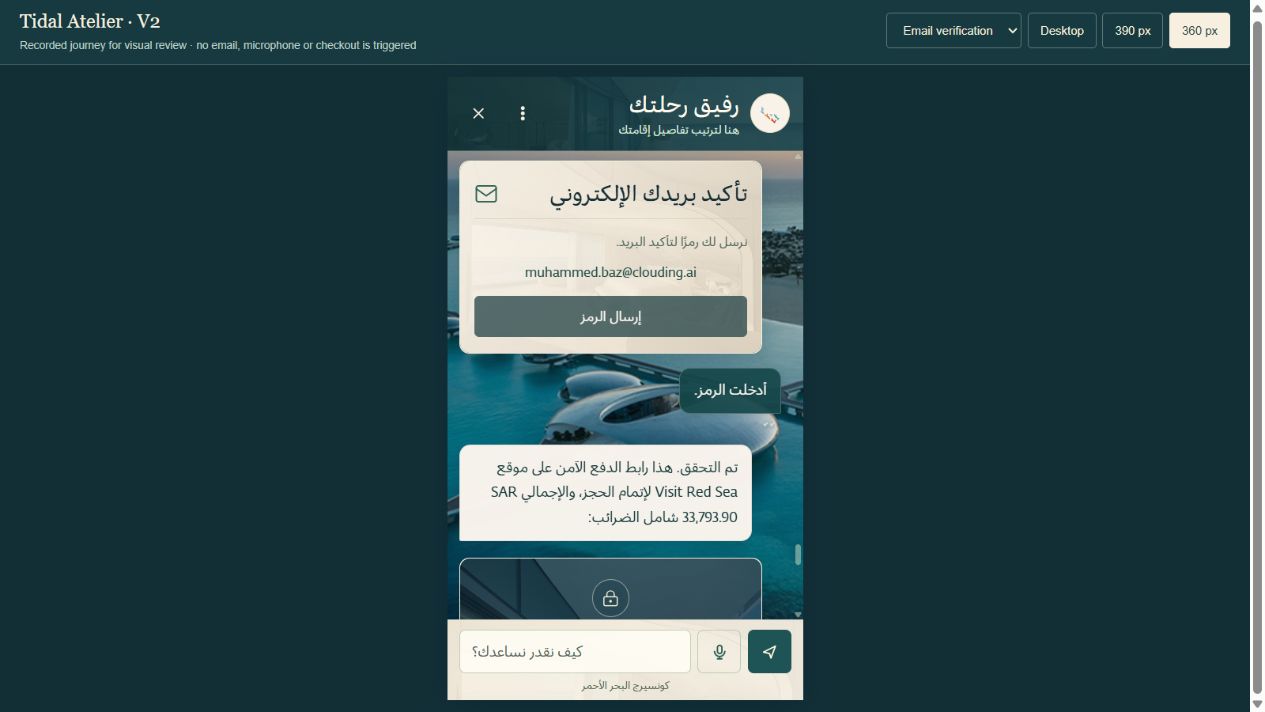 Tidal Atelier · V2
Recorded journey for visual review · no email, microphone or checkout is triggered
Email verification
Desktop
390 px
360 px
رفيق رحلتك
هنا لترتيب تفاصيل إقامتك
تأكيد بريدك الإلكتروني
نرسل لك رمزًا لتأكيد البريد.
muhammed.baz@clouding.ai
إرسال الرمز
أدخلت الرمز.
تم التحقق. هذا رابط الدفع الآمن على موقع
Visit Red Sea لإتمام الحجز، والإجمالي SAR
33,793.90 شامل الضرائب:
كيف نقدر نساعدك؟
كونسيرج البحر الأحمر